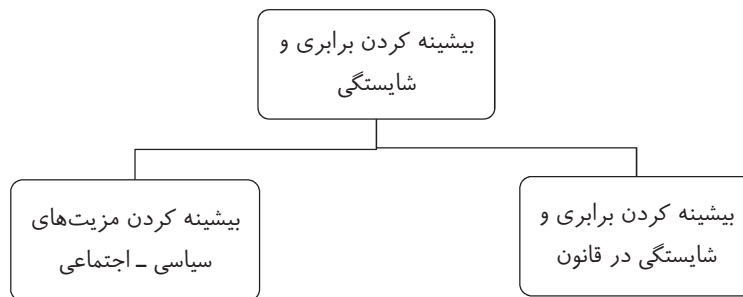 بیشینه کردن برابری و
شایستگی
بیشینه کردن برابری و
شایستگی در قانون
بیشینه کردن مزیت‌های
سیاسی ـ اجتماعی